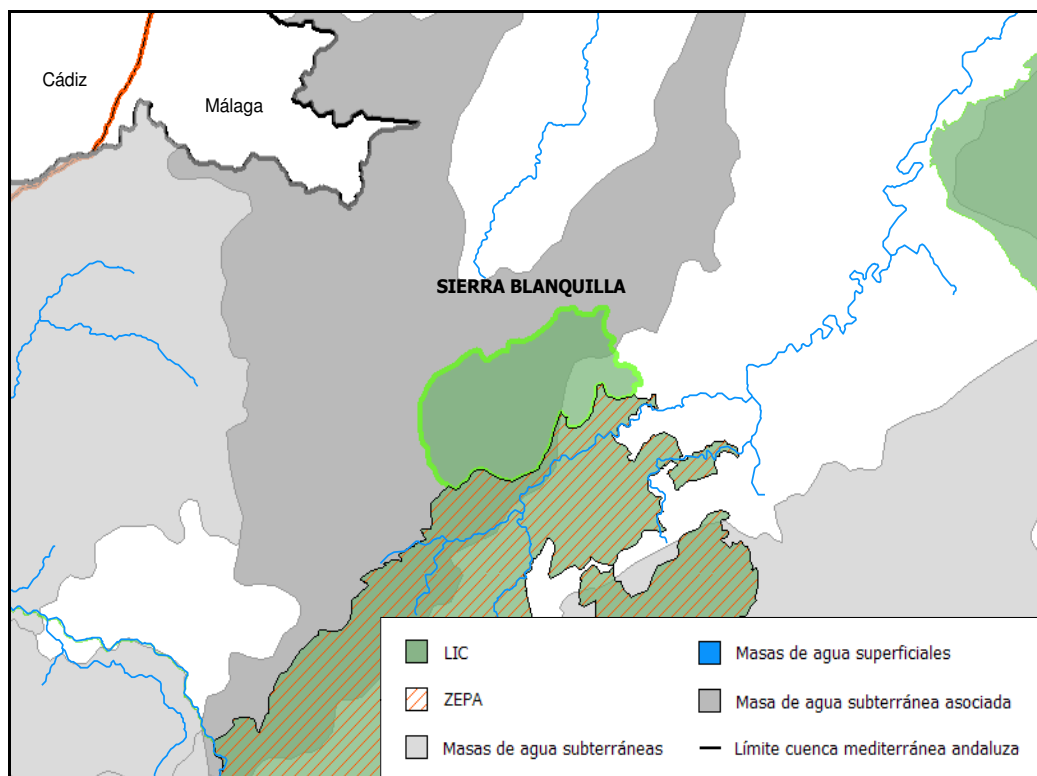 Cádiz
Málaga
SIERRA BLANQUILLA
LIC
ZEPA
Masas de agua subterráneas
Masas de agua superficiales
Masa de agua subterránea asociada
Límite cuenca mediterránea andaluza